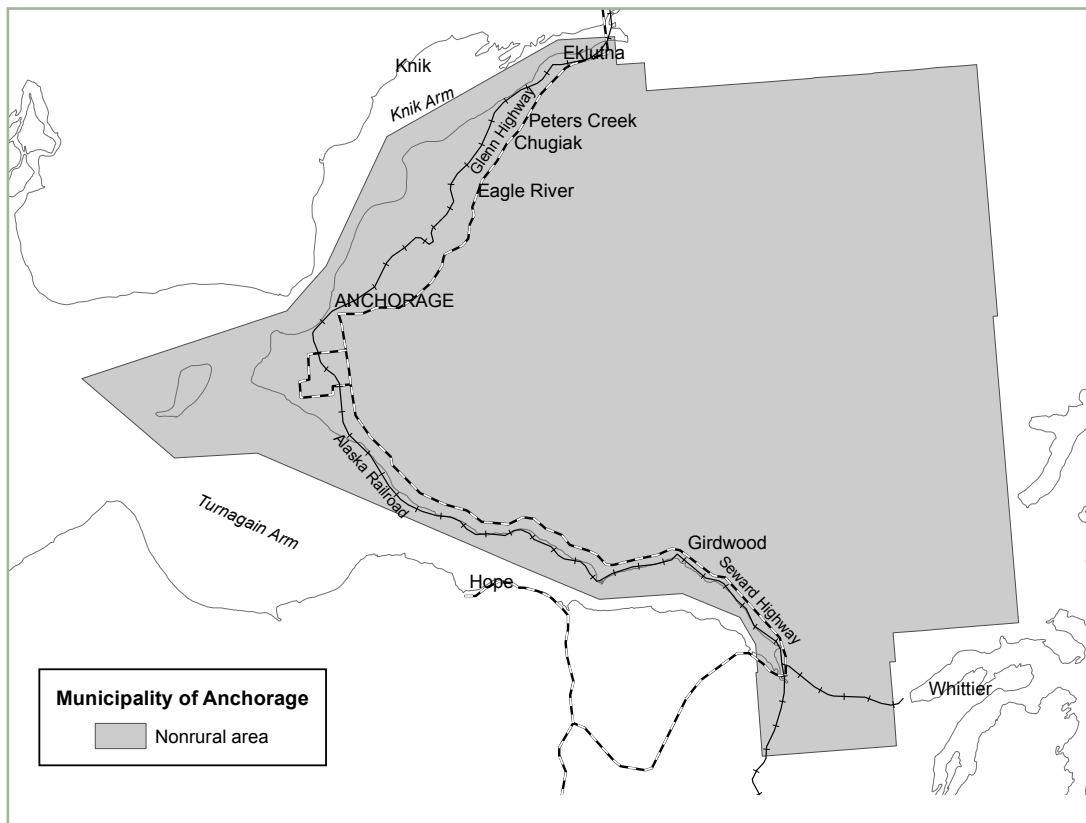 Eklutna
Knik
Knik Arm
Glenn Highway
Peters Creek
Chugiak
Eagle River
ANCHORAGE
Alaska Railroad
Turnagain Arm
Girdwood
Seward Highway
Hope
Whittier
Municipality of Anchorage
Nonrural area